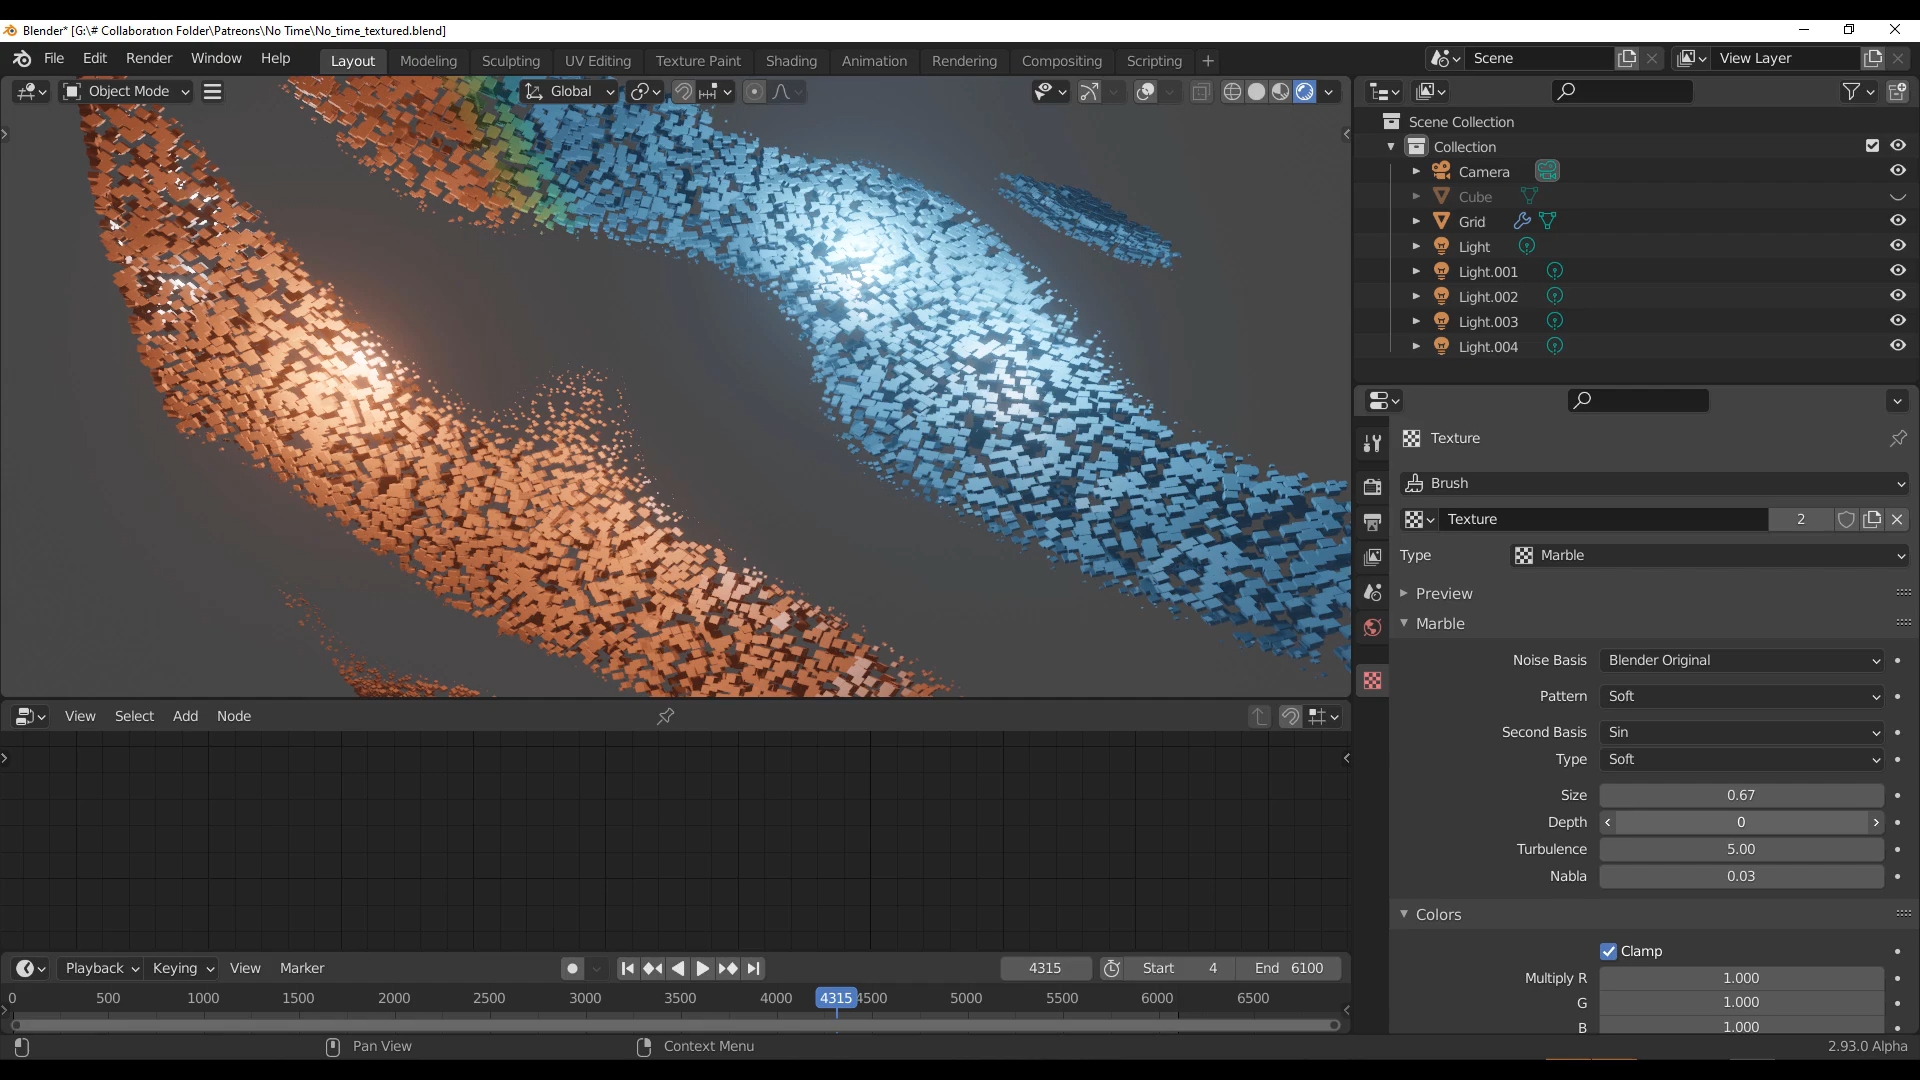 Blender* [G:\# Collaboration Folder\Patreons\No Time\No_time_textured.blend]
File Edit Render Window Help Layout Modeling Sculpting UV Editing Texture Paint Shading Animation Rendering Compositing Scripting + Scene View Layer
Object Mode Global
Scene Collection
Collection
Camera
Cube
Grid
Light
Light.001
Light.002
Light.003
Light.004
Texture
Brush
Texture 2
Type Marble
Preview
Marble
Noise Basis Blender Original
Pattern Soft
Second Basis Sin
Type Soft
Size 0.67
Depth 0
Turbulence 5.00
Nabla 0.03
Colors
Clamp
Multiply R 1.000
G 1.000
B 1.000
View Select Add Node
Playback Keying View Marker 4315 Start 4 End 6100
0 500 1000 1500 2000 2500 3000 3500 4000 4315 4500 5000 5500 6000 6500
Pan View Context Menu 2.93.0 Alpha